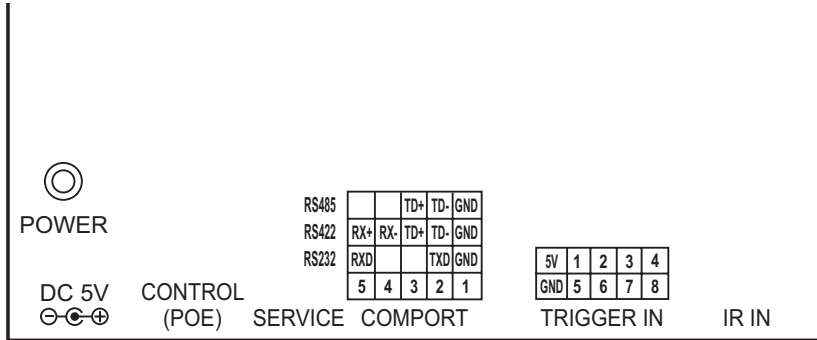 POWER
DC 5V
CONTROL
(POE)
SERVICE
RS485 TD+ TD- GND
RS422 RX+ RX- TD+ TD- GND
RS232 RXD TXD GND
5 4 3 2 1
COMPORT
5V 1 2 3 4
GND 5 6 7 8
TRIGGER IN
IR IN